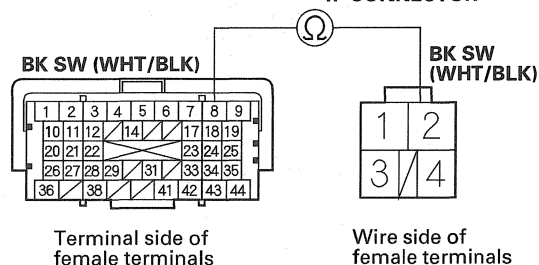 Ω
BK SW (WHT/BLK)
BK SW
(WHT/BLK)
1 2 3 4 5 6 7 8 9
10 11 12 14 17 18 19
20 21 22 23 24 25
26 27 28 29 31 33 34 35
36 38 41 42 43 44
1 2
3 4
Terminal side of
female terminals
Wire side of
female terminals